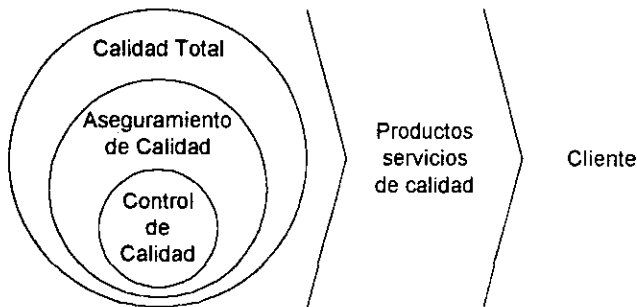 Calidad Total
Aseguramiento
de Calidad
Control
de
Calidad
Productos
servicios
de calidad
Cliente